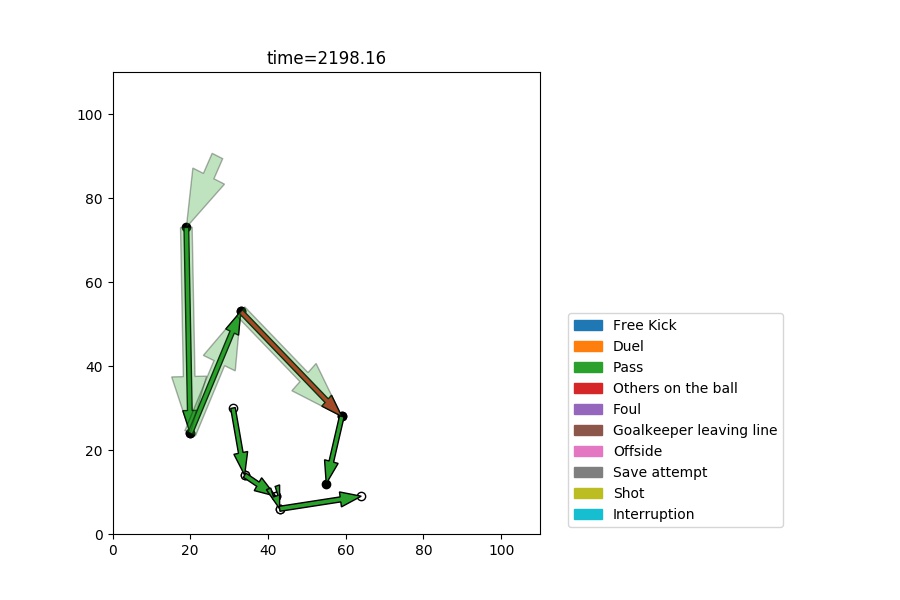 time=2198.16
100
80
60
40
20
0
0 20 40 60 80 100
Free Kick
Duel
Pass
Others on the ball
Foul
Goalkeeper leaving line
Offside
Save attempt
Shot
Interruption